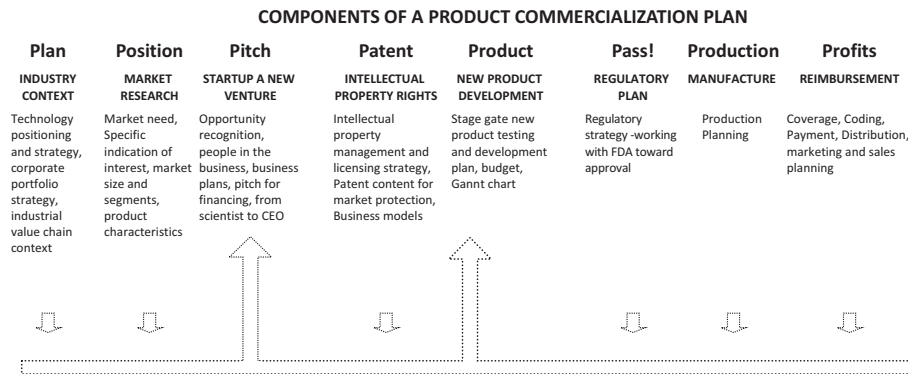 COMPONENTS OF A PRODUCT COMMERCIALIZATION PLAN
Plan
INDUSTRY
CONTEXT
Technology
positioning
and strategy,
corporate
portfolio
strategy,
industrial
value chain
context
Position
MARKET
RESEARCH
Market need,
Specific
indication of
interest, market
size and
segments,
product
characteristics
Pitch
STARTUP A NEW
VENTURE
Opportunity
recognition,
people in the
business, business
plans, pitch for
financing, from
scientist to CEO
Patent
INTELLECTUAL
PROPERTY RIGHTS
Intellectual
property
management and
licensing strategy,
Patent content for
market protection,
Business models
Product
NEW PRODUCT
DEVELOPMENT
Stage gate new
product testing
and development
plan, budget,
Gannt chart
Pass!
REGULATORY
PLAN
Regulatory
strategy -working
with FDA toward
approval
Production
MANUFACTURE
Production
Planning
Profits
REIMBURSEMENT
Coverage, Coding,
Payment, Distribution,
marketing and sales
planning